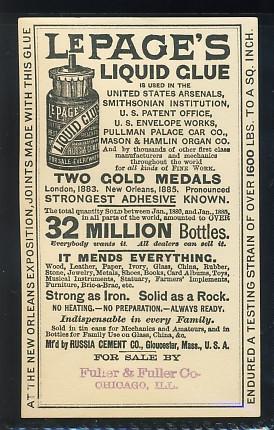 AT THE NEW ORLEANS EXPOSITION, JOINTS MADE WITH THIS GLUE
ENDURED A TESTING STRAIN OF OVER 1600 LBS. TO A SQ. INCH.
LEPAGE'S
LIQUID GLUE
IS USED IN THE
UNITED STATES ARSENALS,
SMITHSONIAN INSTITUTION,
U. S. PATENT OFFICE,
U. S. ENVELOPE WORKS,
PULLMAN PALACE CAR CO.,
MASON & HAMLIN ORGAN CO.
And by thousands of other first class
manufacturers and mechanics
throughout the world
for all kinds of FINE WORK.
LEPAGE'S
LIQUID GLUE
FOR SALE EVERYWHERE
TWO GOLD MEDALS
London, 1883. New Orleans, 1885. Pronounced
STRONGEST ADHESIVE KNOWN.
The total quantity SOLD between Jan., 1880, and Jan., 1888,
in all parts of the world, amounted to OVER
32 MILLION Bottles.
Everybody wants it. All dealers can sell it.
IT MENDS EVERYTHING.
Wood, Leather, Paper, Ivory, Glass, China, Rubber,
Stone, Jewelry, Metals, Shoes, Books, Card Albums, Toys,
Musical Instruments, Statuary, Farmers' Implements,
Furniture, Bric-a-Brac, etc.
Strong as Iron. Solid as a Rock.
NO HEATING.—NO PREPARATION.—ALWAYS READY.
Indispensable in every Family.
Sold in tin cans for Mechanics and Amateurs, and in
Bottles for Family Use on Glass, China, &c.
M'f'd by RUSSIA CEMENT CO., Gloucester, Mass., U. S. A.
FOR SALE BY
Fuller & Fuller Co-
CHICAGO, ILL.